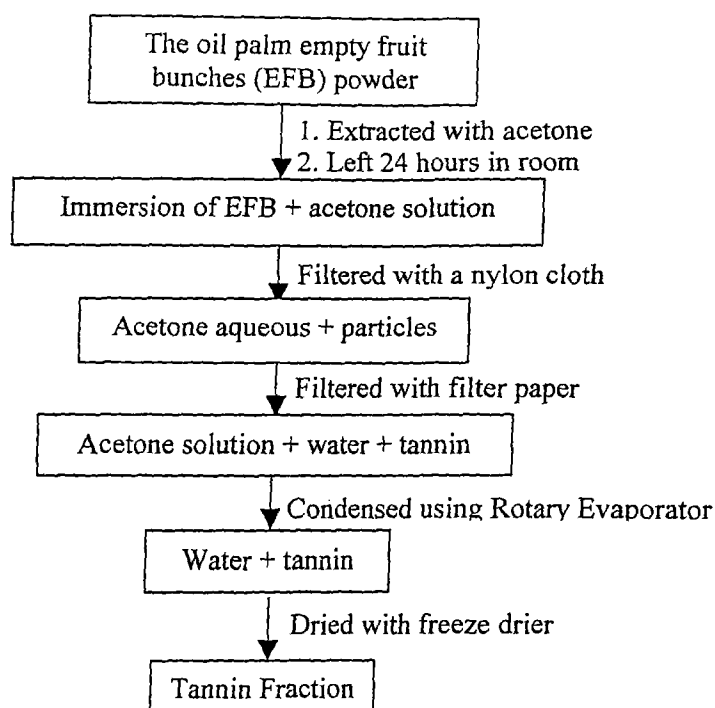 The oil palm empty fruit
bunches (EFB) powder
1. Extracted with acetone
2. Left 24 hours in room
Immersion of EFB + acetone solution
Filtered with a nylon cloth
Acetone aqueous + particles
Filtered with filter paper
Acetone solution + water + tannin
Condensed using Rotary Evaporator
Water + tannin
Dried with freeze drier
Tannin Fraction